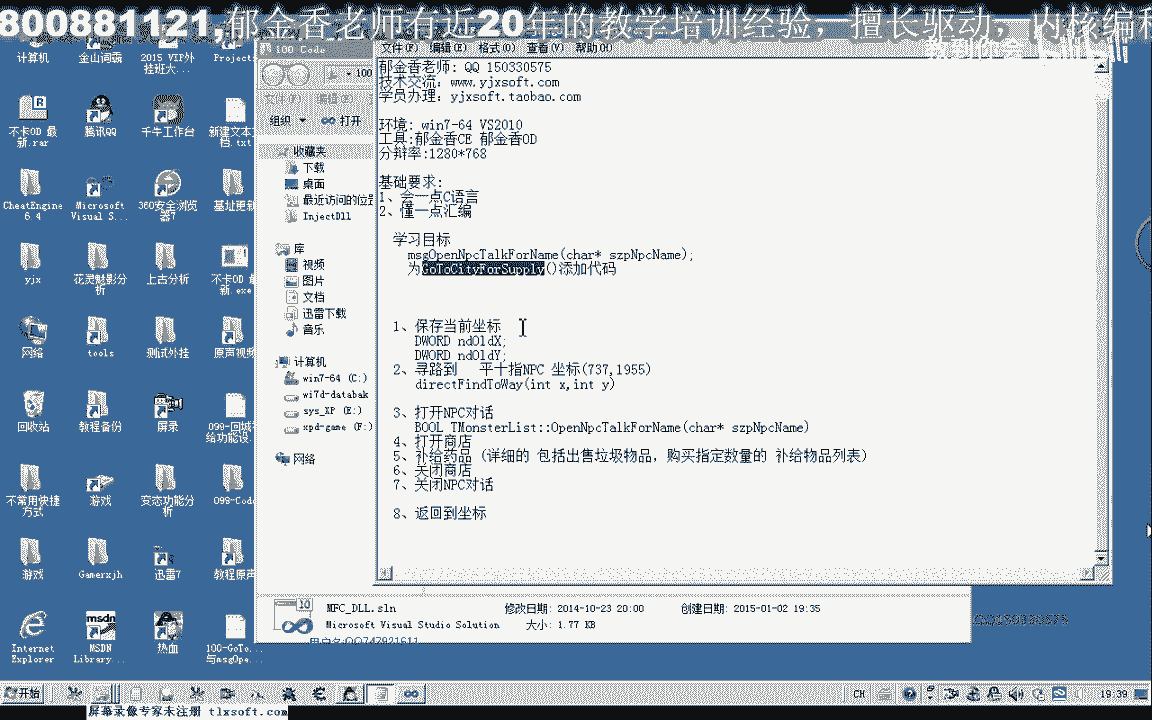 800881121,郁金香老师有近20年的教学培训经验，擅长驱动，内核编程
100 Code
文件(F) 编辑(E) 格式(O) 查看(V) 帮助(H)
郁金香老师: QQ 150330575
技术交流: www.yjxsoft.com
学员办理: yjxsoft.taobao.com
环境: win7-64 VS2010
工具:郁金香CE 郁金香OD
分辩率:1280*768
基础要求:
1、会一点C语言
2、懂一点汇编
学习目标
msgOpenNpcTalkForName(char* szpNpcName);
为GoToCityForSupply()添加代码
1、保存当前坐标
DWORD ndOldX;
DWORD ndOldY;
2、寻路到 平十指NPC 坐标(737,1955)
directFindToWay(int x,int y)
3、打开NPC对话
BOOL TMonsterList::OpenNpcTalkForName(char* szpNpcName)
4、打开商店
5、补给药品 (详细的 包括出售垃圾物品，购买指定数量的 补给物品列表)
6、关闭商店
7、关闭NPC对话
8、返回到坐标
组织 打开
收藏夹
下载
桌面
最近访问的位置
InjectDll
库
视频
图片
文档
迅雷下载
音乐
计算机
win7-64 (C:)
wi7d-databak
sys_XP (E:)
xpd-game (F:)
网络
MFC_DLL.sln 修改日期: 2014-10-23 20:00 创建日期: 2015-01-02 19:35
Microsoft Visual Studio Solution 大小: 1.77 KB
计算机 金山词霸 2015 VIP外挂班大... Project
不卡OD 最新.rar 腾讯QQ 千牛工作台 新建文本文档.txt
CheatEngine 6.4 Microsoft Visual S... 360安全浏览器7 基址更新
yjx 花灵魅影分析 上古分析 不卡OD 最新.exe
网络 tools 测试外挂 原声视频
回收站 教程备份 屏录
不常用快捷方式 游戏 变态功能分析 099-Code
游戏 Gamerxjh 迅雷7 教程原声
Internet Explorer MSDN Library... 热血 100-GoTo...与msgOpe...
开始 CH 19:39
屏幕录像专家未注册 tlxsoft.com